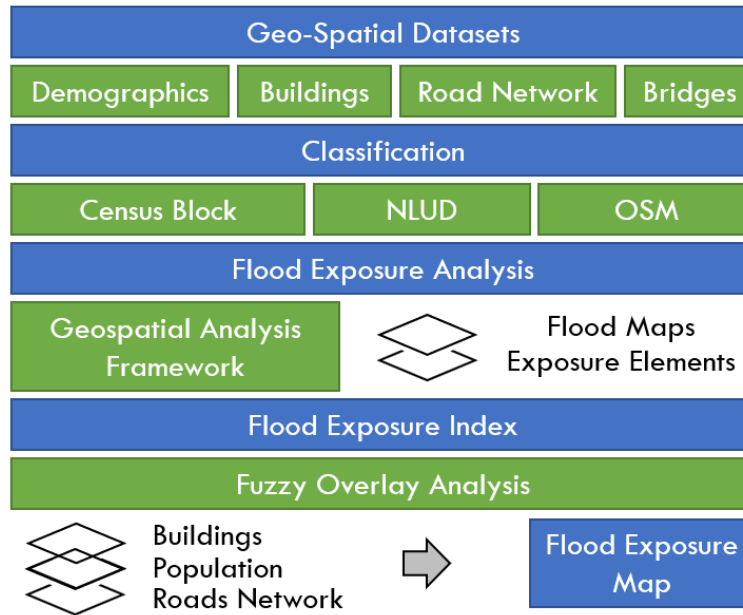 Geo-Spatial Datasets
Demographics
Buildings
Road Network
Bridges
Classification
Census Block
NLUD
OSM
Flood Exposure Analysis
Geospatial Analysis
Framework
Flood Maps
Exposure Elements
Flood Exposure Index
Fuzzy Overlay Analysis
Buildings
Population
Roads Network
Flood Exposure
Map